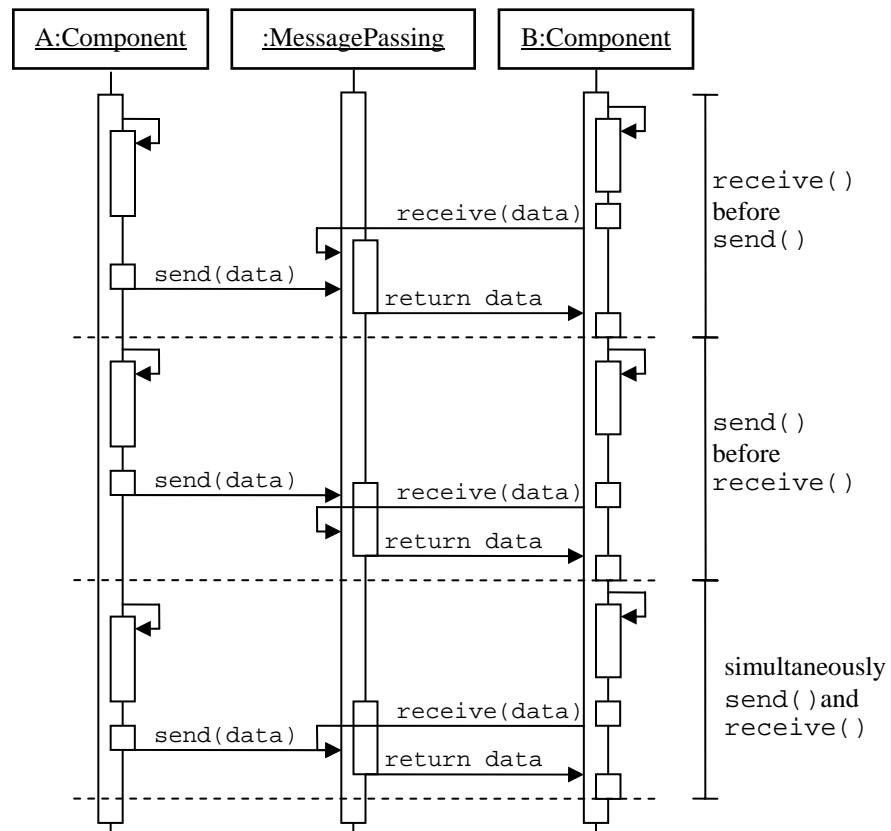 A:Component
:MessagePassing
B:Component
receive(data)
send(data)
return data
receive()
before
send()
send(data)
receive(data)
return data
send()
before
receive()
receive(data)
send(data)
return data
simultaneously
send()and
receive()